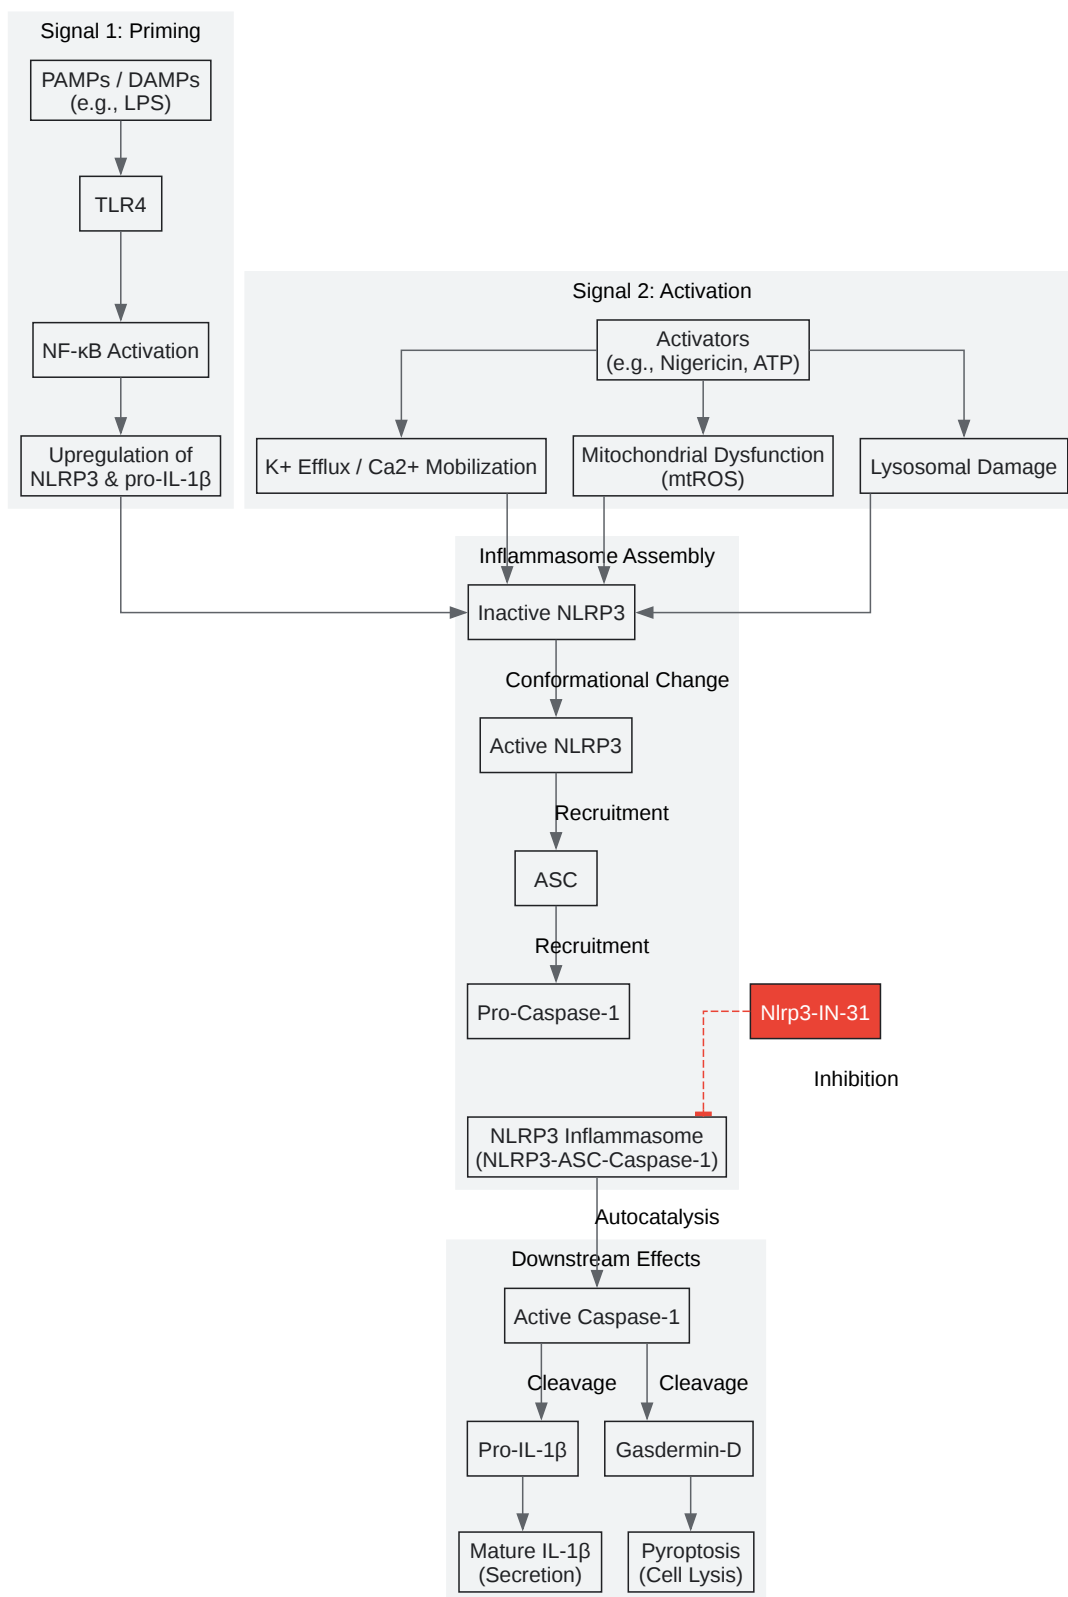 Signal 1: Priming
PAMPs / DAMPs
(e.g., LPS)
TLR4
NF-κB Activation
Upregulation of
NLRP3 & pro-IL-1β
Signal 2: Activation
Activators
(e.g., Nigericin, ATP)
K+ Efflux / Ca2+ Mobilization
Mitochondrial Dysfunction
(mtROS)
Lysosomal Damage
Inflammasome Assembly
Inactive NLRP3
Conformational Change
Active NLRP3
Recruitment
ASC
Recruitment
Pro-Caspase-1
Nlrp3-IN-31
Inhibition
NLRP3 Inflammasome
(NLRP3-ASC-Caspase-1)
Autocatalysis
Downstream Effects
Active Caspase-1
Cleavage
Cleavage
Pro-IL-1β
Gasdermin-D
Mature IL-1β
(Secretion)
Pyroptosis
(Cell Lysis)